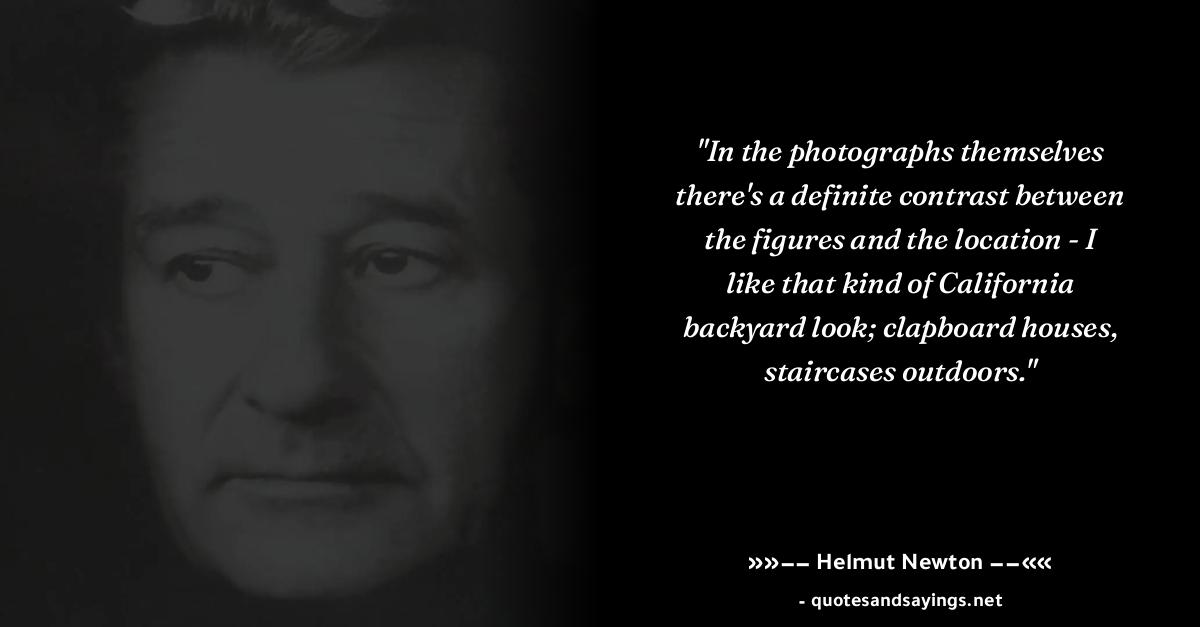 "In the photographs themselves
there's a definite contrast between
the figures and the location - I
like that kind of California
backyard look; clapboard houses,
staircases outdoors."
»»–– Helmut Newton ––««
- quotesandsayings.net